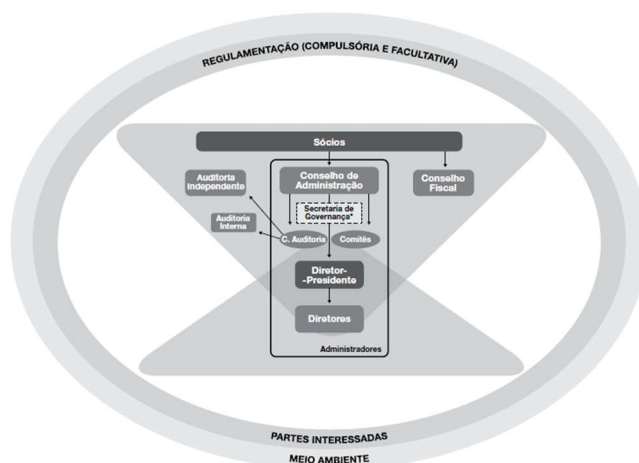 REGULAMENTAÇÃO (COMPULSÓRIA E FACULTATIVA)
Sócios
Auditoria
Independente
Conselho de
Administração
Conselho
Fiscal
Secretaria de
Governança*
Auditoria
Interna
C. Auditoria
Comitês
Diretor-
-Presidente
Diretores
Administradores
PARTES INTERESSADAS
MEIO AMBIENTE